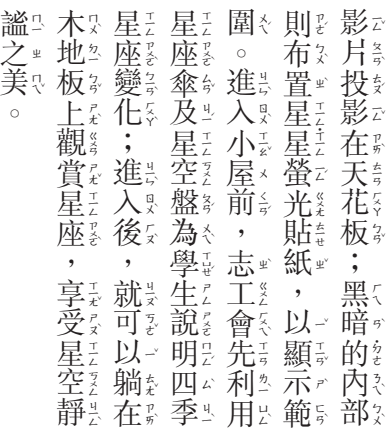 影片投影在天花板；黑暗的內部
則布置星星螢光貼紙，以顯示範
圍。進入小屋前，志工會先利用
星座傘及星空盤為學生說明四季
星座變化；進入後，就可以躺在
木地板上觀賞星座，享受星空靜
謐之美。